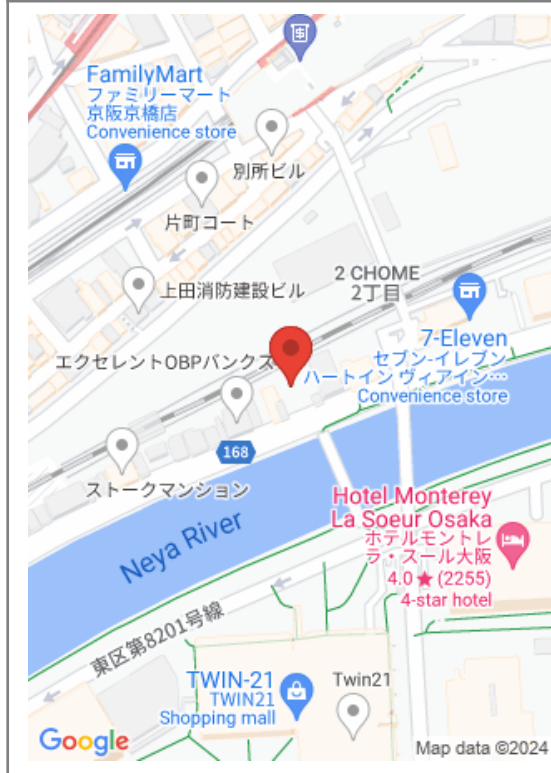 FamilyMart
ファミリーマート
京阪京橋店
Convenience store
別所ビル
片町コート
上田消防建設ビル
2 CHOME
2丁目
7-Eleven
セブン-イレブン
ハートイン ヴィアイン…
Convenience store
エクセレントOBPバンクス
168
ストークマンション
Neya River
Hotel Monterey
La Soeur Osaka
ホテルモントレ
ラ・スール大阪
4.0 ★ (2255)
4-star hotel
東区第8201号線
TWIN-21
TWIN21
Shopping mall
Twin21
Google
Map data ©2024